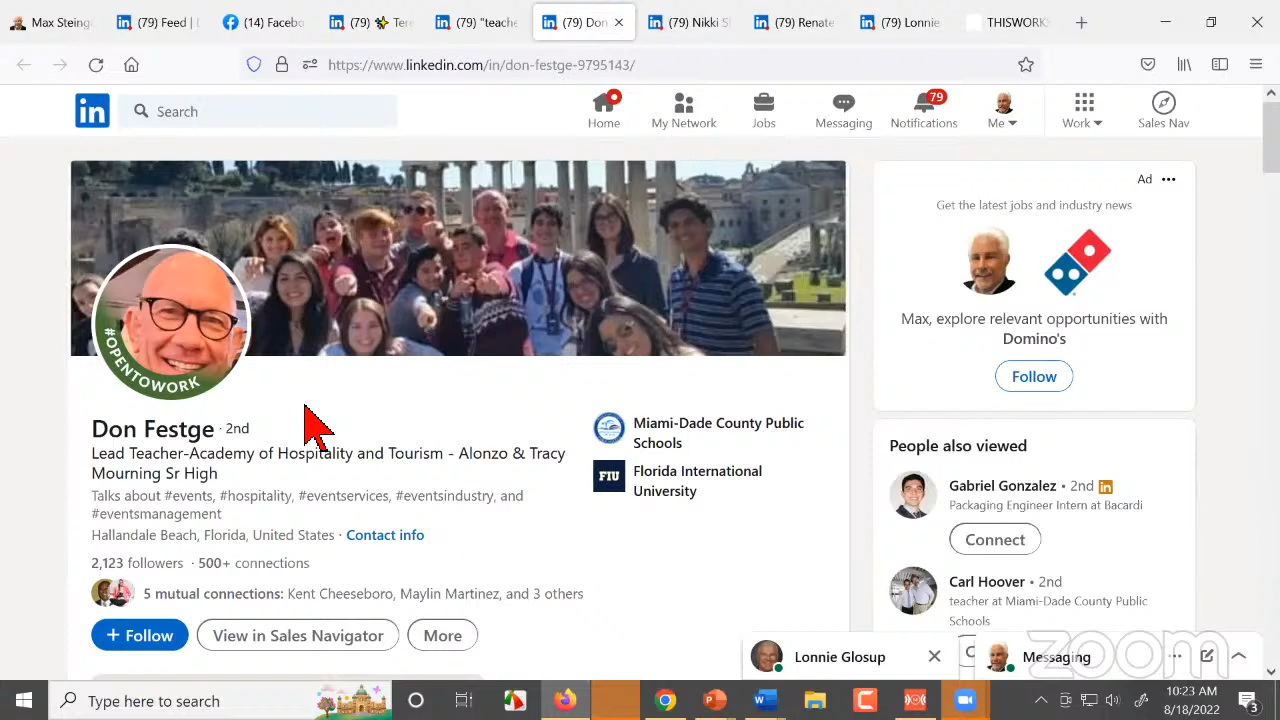 Max Steinga
(79) Feed | (
(14) Facebo
(79) ✨ Tere
(79) "teache
(79) Don
(79) Nikki S
(79) Renate
(79) Lonnie
THISWORKS
https://www.linkedin.com/in/don-festge-9795143/
in
Search
79
Home
My Network
Jobs
Messaging
Notifications
Me
Work
Sales Nav
Ad
Get the latest jobs and industry news
Max, explore relevant opportunities with
Domino's
Follow
#OPENTOWORK
Don Festge · 2nd
Lead Teacher-Academy of Hospitality and Tourism - Alonzo & Tracy
Mourning Sr High
Talks about #events, #hospitality, #eventservices, #eventsindustry, and
#eventsmanagement
Hallandale Beach, Florida, United States · Contact info
2,123 followers · 500+ connections
5 mutual connections: Kent Cheeseboro, Maylin Martinez, and 3 others
+ Follow
View in Sales Navigator
More
Miami-Dade County Public
Schools
FIU
Florida International
University
People also viewed
Gabriel Gonzalez • 2nd in
Packaging Engineer Intern at Bacardi
Connect
Carl Hoover • 2nd
teacher at Miami-Dade County Public
Schools
Lonnie Glosup
Messaging
zoom
Type here to search
10:23 AM
8/18/2022
3